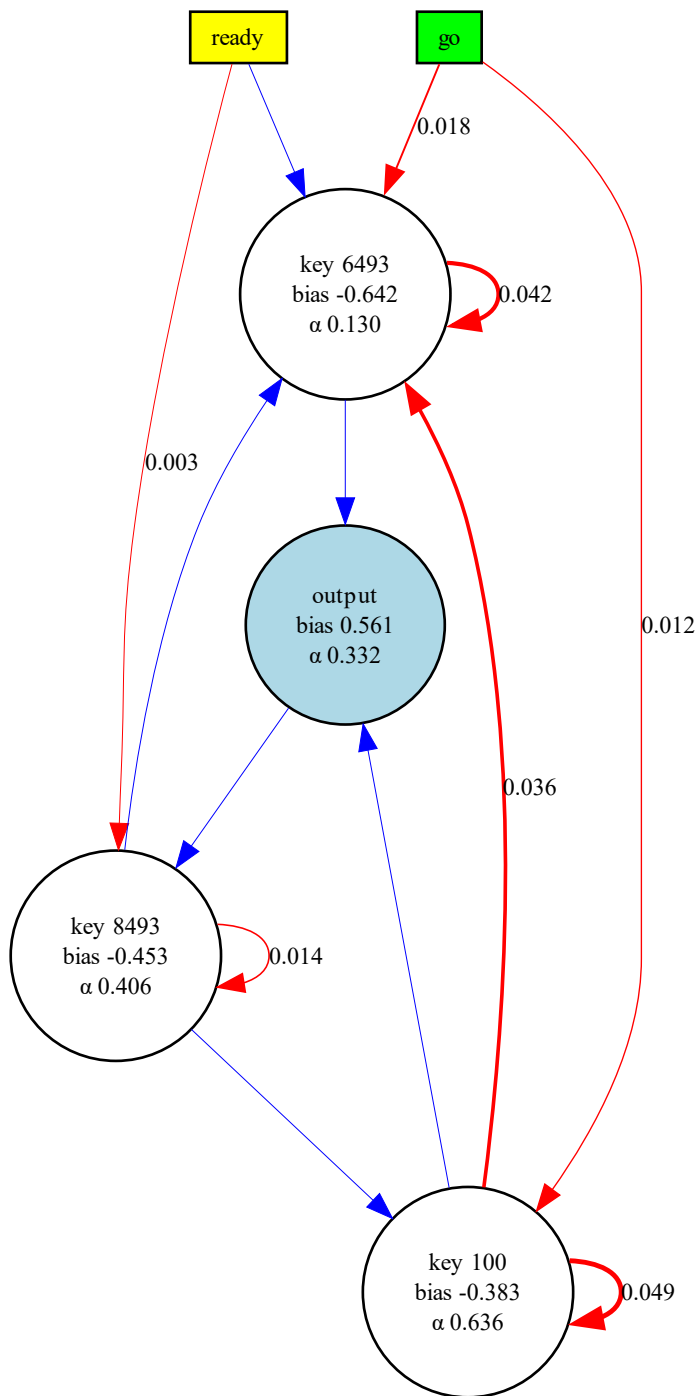 ready
go
0.018
key 6493
bias -0.642
α 0.130
0.042
0.003
output
bias 0.561
α 0.332
0.012
0.036
key 8493
bias -0.453
α 0.406
0.014
key 100
bias -0.383
α 0.636
0.049